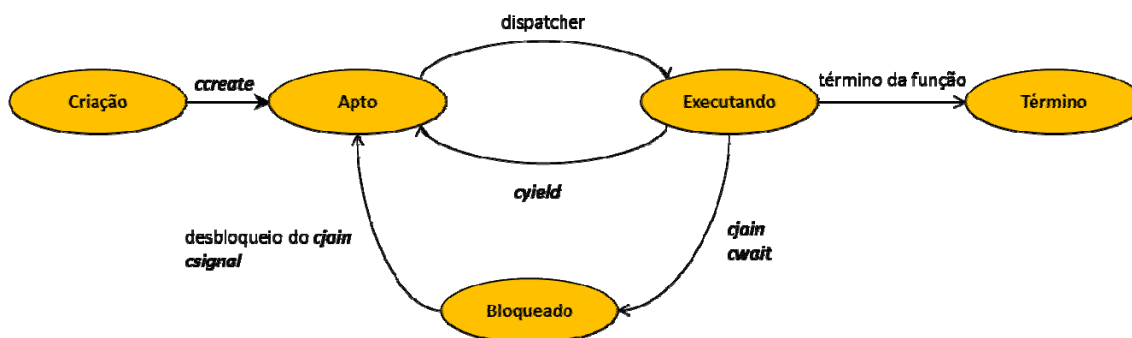 dispatcher
Criação
ccreate
Apto
Executando
término da função
Término
cyield
desbloqueio do cjoin
csignal
cjoin
cwait
Bloqueado